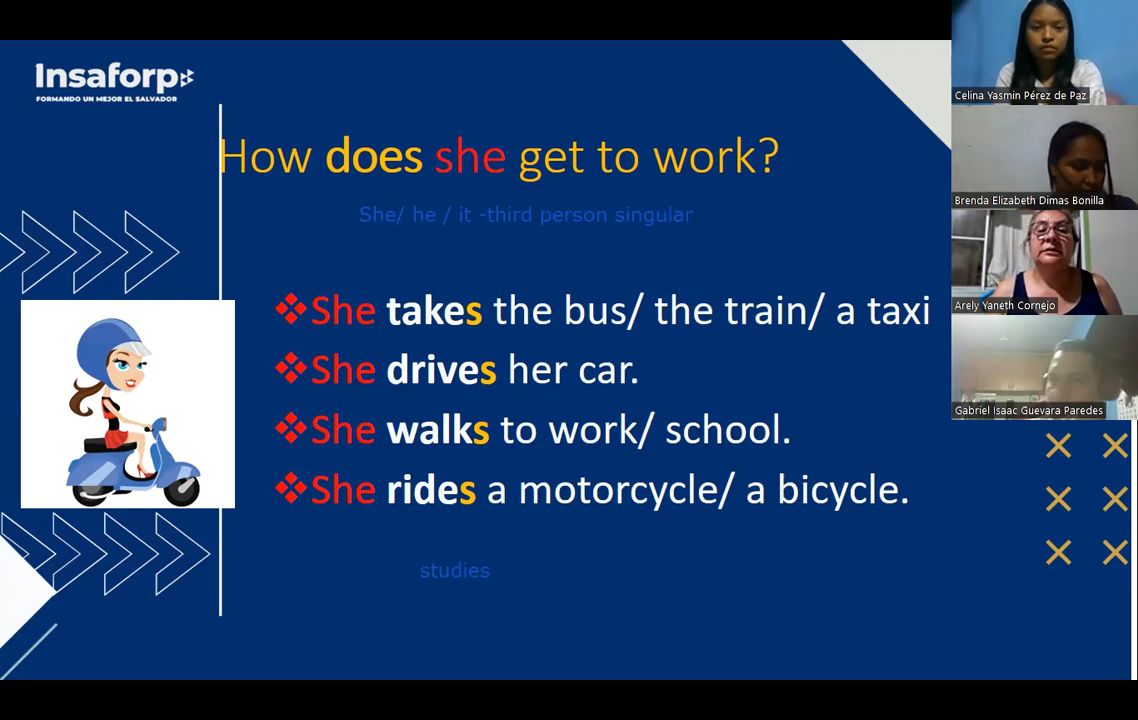 Insaforp
FORMANDO UN MEJOR EL SALVADOR
How does she get to work?
She/ he / it -third person singular
She takes the bus/ the train/ a taxi
She drives her car.
She walks to work/ school.
She rides a motorcycle/ a bicycle.
studies
Celina Yasmin Pérez de Paz
Brenda Elizabeth Dimas Bonilla
Arely Yaneth Cornejo
Gabriel Isaac Guevara Paredes